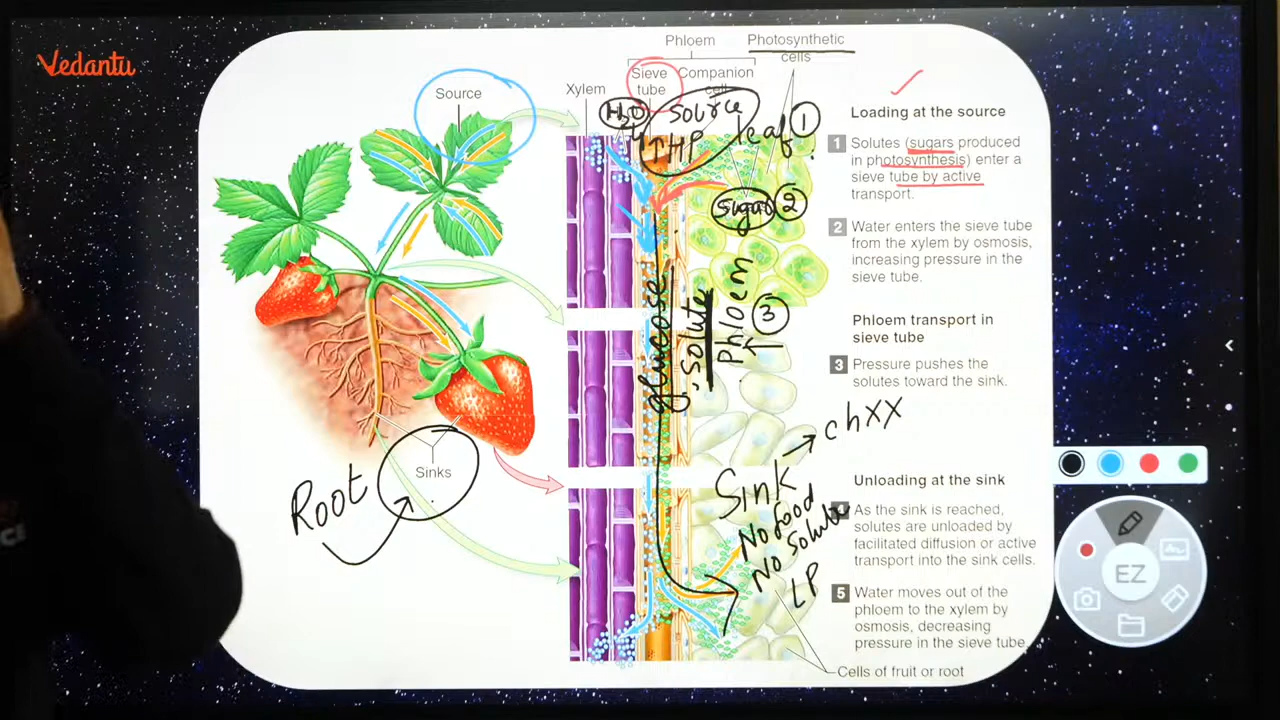 Vedantu
Phloem
Photosynthetic
cells
Source
Xylem
Sieve
tube
Companion
cell
H2O
Source
THP
leaf 1
sugar 2
glucose
solute
Phloem
3
Sink → chXX
No food
No solute
LP
Root
Sinks
Cells of fruit or root
Loading at the source
1 Solutes (sugars produced
in photosynthesis) enter a
sieve tube by active
transport.
2 Water enters the sieve tube
from the xylem by osmosis,
increasing pressure in the
sieve tube.
Phloem transport in
sieve tube
3 Pressure pushes the
solutes toward the sink.
Unloading at the sink
4 As the sink is reached,
solutes are unloaded by
facilitated diffusion or active
transport into the sink cells.
5 Water moves out of the
phloem to the xylem by
osmosis, decreasing
pressure in the sieve tube.
EZ